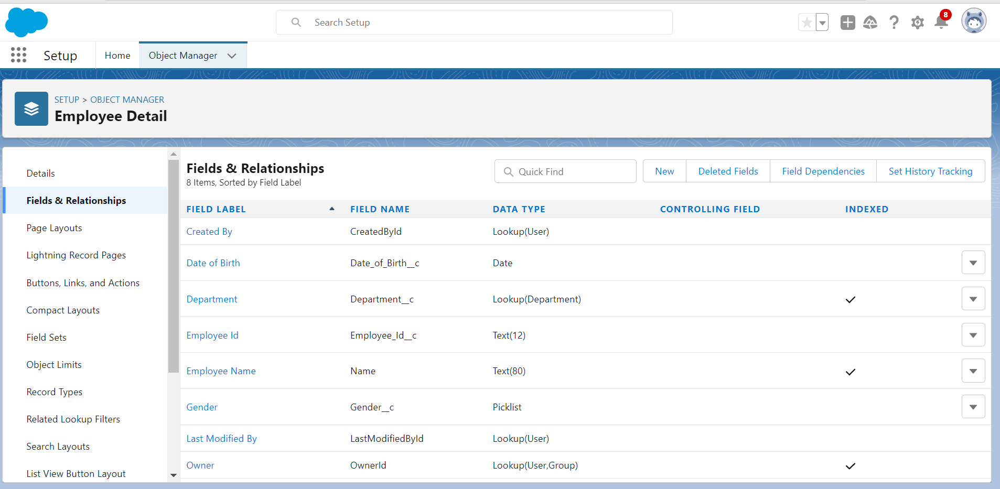 Search Setup
8
Setup
Home
Object Manager
SETUP > OBJECT MANAGER
Employee Detail
Details
Fields & Relationships
Page Layouts
Lightning Record Pages
Buttons, Links, and Actions
Compact Layouts
Field Sets
Object Limits
Record Types
Related Lookup Filters
Search Layouts
List View Button Layout
Fields & Relationships
8 Items, Sorted by Field Label
Quick Find
New
Deleted Fields
Field Dependencies
Set History Tracking
FIELD LABEL FIELD NAME DATA TYPE CONTROLLING FIELD INDEXED
Created By CreatedById Lookup(User)
Date of Birth Date_of_Birth__c Date
Department Department__c Lookup(Department)
Employee Id Employee_Id__c Text(12)
Employee Name Name Text(80)
Gender Gender__c Picklist
Last Modified By LastModifiedById Lookup(User)
Owner OwnerId Lookup(User,Group)